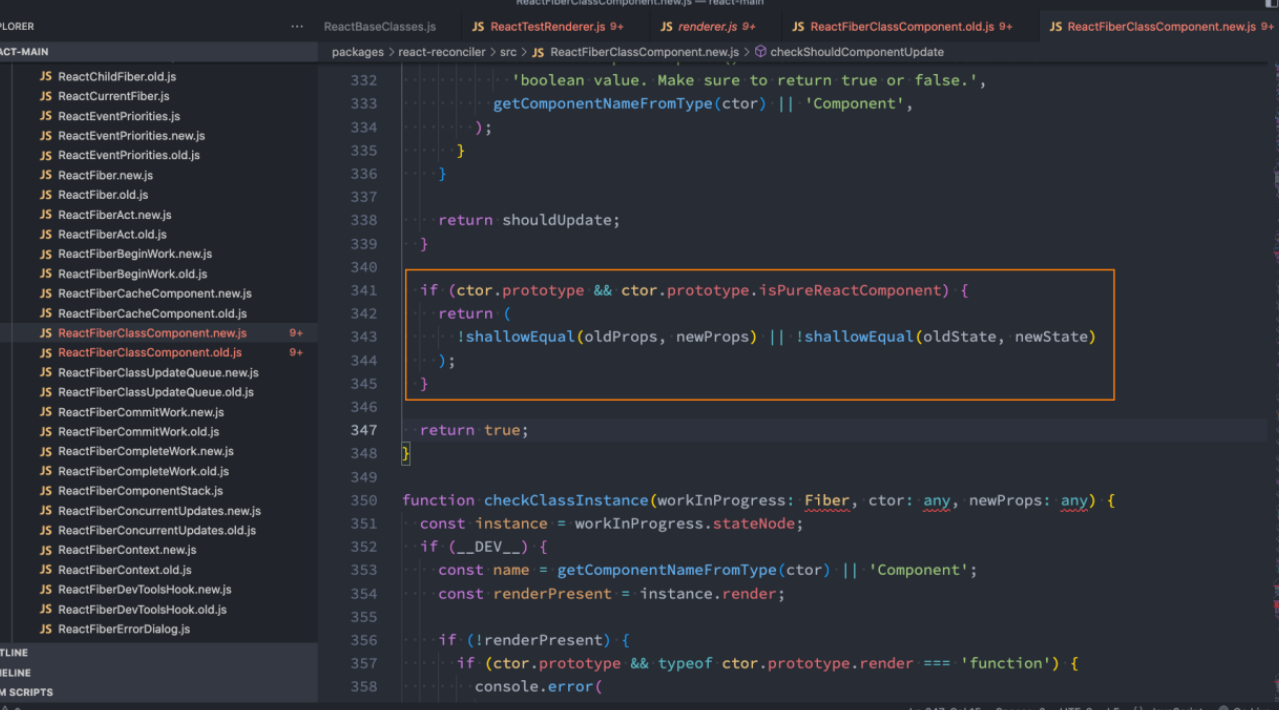 ReactFiberClassComponent.new.js — react-main
PLORER ···
ReactBaseClasses.js JS ReactTestRenderer.js 9+ JS renderer.js 9+ JS ReactFiberClassComponent.old.js 9+ JS ReactFiberClassComponent.new.js 9+
ACT-MAIN
packages > react-reconciler > src > JS ReactFiberClassComponent.new.js > checkShouldComponentUpdate
JS ReactChildFiber.old.js
JS ReactCurrentFiber.js
JS ReactEventPriorities.js
JS ReactEventPriorities.new.js
JS ReactEventPriorities.old.js
JS ReactFiber.new.js
JS ReactFiber.old.js
JS ReactFiberAct.new.js
JS ReactFiberAct.old.js
JS ReactFiberBeginWork.new.js
JS ReactFiberBeginWork.old.js
JS ReactFiberCacheComponent.new.js
JS ReactFiberCacheComponent.old.js
JS ReactFiberClassComponent.new.js 9+
JS ReactFiberClassComponent.old.js 9+
JS ReactFiberClassUpdateQueue.new.js
JS ReactFiberClassUpdateQueue.old.js
JS ReactFiberCommitWork.new.js
JS ReactFiberCommitWork.old.js
JS ReactFiberCompleteWork.new.js
JS ReactFiberCompleteWork.old.js
JS ReactFiberComponentStack.js
JS ReactFiberConcurrentUpdates.new.js
JS ReactFiberConcurrentUpdates.old.js
JS ReactFiberContext.new.js
JS ReactFiberContext.old.js
JS ReactFiberDevToolsHook.new.js
JS ReactFiberDevToolsHook.old.js
JS ReactFiberErrorDialog.js
TLINE
MELINE
M SCRIPTS
332 'boolean value. Make sure to return true or false.',
333 getComponentNameFromType(ctor) || 'Component',
334 );
335 }
336 }
337
338 return shouldUpdate;
339 }
340
341 if (ctor.prototype && ctor.prototype.isPureReactComponent) {
342 return (
343 !shallowEqual(oldProps, newProps) || !shallowEqual(oldState, newState)
344 );
345 }
346
347 return true;
348 }
349
350 function checkClassInstance(workInProgress: Fiber, ctor: any, newProps: any) {
351 const instance = workInProgress.stateNode;
352 if (__DEV__) {
353 const name = getComponentNameFromType(ctor) || 'Component';
354 const renderPresent = instance.render;
355
356 if (!renderPresent) {
357 if (ctor.prototype && typeof ctor.prototype.render === 'function') {
358 console.error(